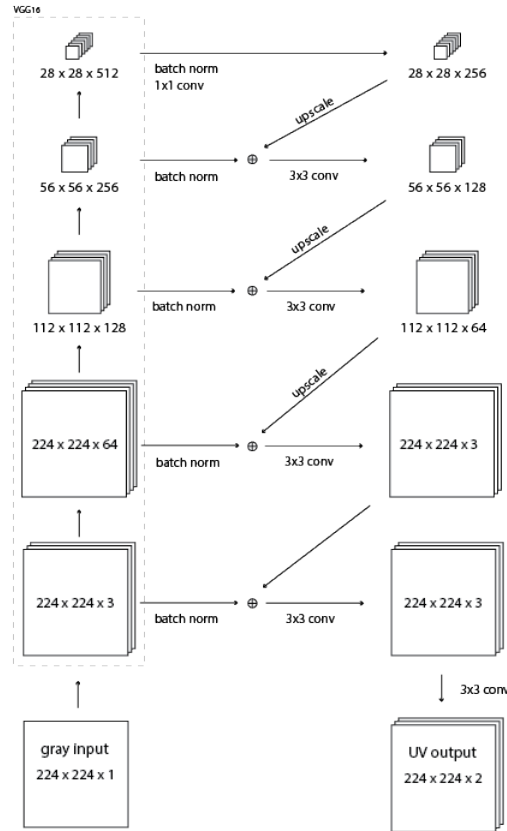 VGG16
28 x 28 x 512
batch norm
1x1 conv
28 x 28 x 256
upscale
56 x 56 x 256
batch norm
⊕
3x3 conv
56 x 56 x 128
upscale
112 x 112 x 128
batch norm
⊕
3x3 conv
112 x 112 x 64
upscale
224 x 224 x 64
batch norm
⊕
3x3 conv
224 x 224 x 3
224 x 224 x 3
batch norm
⊕
3x3 conv
224 x 224 x 3
3x3 conv
gray input
224 x 224 x 1
UV output
224 x 224 x 2